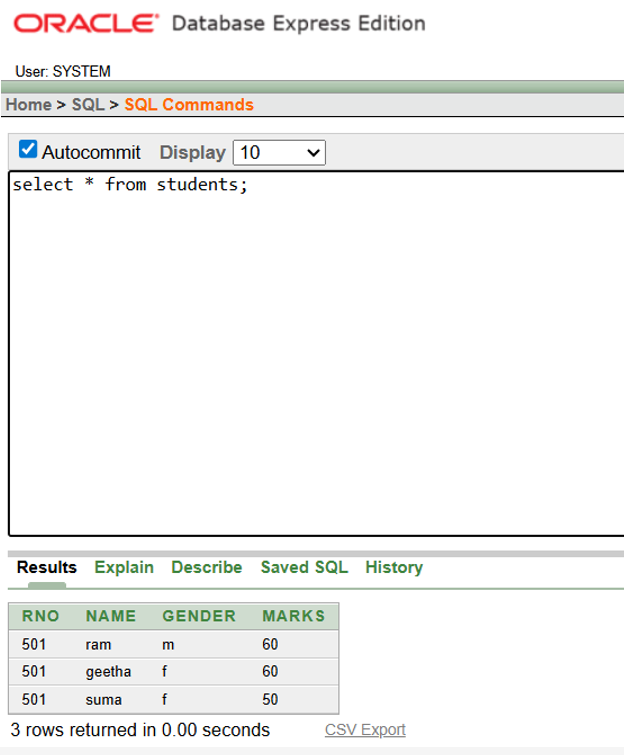 ORACLE® Database Express Edition
User: SYSTEM
Home > SQL > SQL Commands
Autocommit Display 10
select * from students;
Results Explain Describe Saved SQL History
RNO NAME GENDER MARKS
501 ram m 60
501 geetha f 60
501 suma f 50
3 rows returned in 0.00 seconds CSV Export